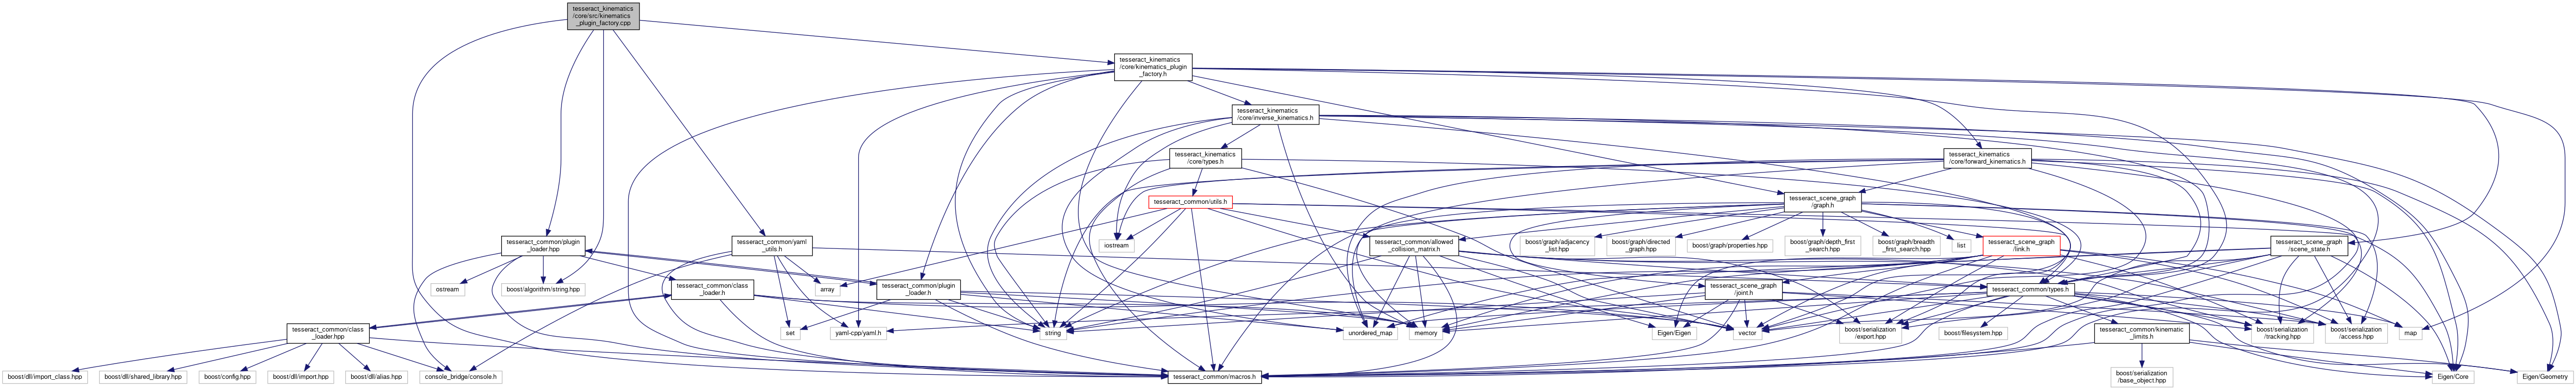 tesseract_kinematics
/core/src/kinematics
_plugin_factory.cpp
tesseract_kinematics
/core/kinematics_plugin
_factory.h
tesseract_kinematics
/core/inverse_kinematics.h
tesseract_kinematics
/core/types.h
tesseract_kinematics
/core/forward_kinematics.h
tesseract_common/utils.h
tesseract_scene_graph
/graph.h
tesseract_common/plugin
_loader.hpp
tesseract_common/yaml
_utils.h
iostream
tesseract_common/allowed
_collision_matrix.h
boost/graph/adjacency
_list.hpp
boost/graph/directed
_graph.hpp
boost/graph/properties.hpp
boost/graph/depth_first
_search.hpp
boost/graph/breadth
_first_search.hpp
list
tesseract_scene_graph
/link.h
tesseract_scene_graph
/scene_state.h
ostream
boost/algorithm/string.hpp
tesseract_common/class
_loader.h
array
tesseract_common/plugin
_loader.h
tesseract_scene_graph
/joint.h
tesseract_common/types.h
tesseract_common/class
_loader.hpp
set
yaml-cpp/yaml.h
string
unordered_map
memory
Eigen/Eigen
vector
boost/serialization
/export.hpp
boost/filesystem.hpp
tesseract_common/kinematic
_limits.h
boost/serialization
/tracking.hpp
boost/serialization
/access.hpp
map
boost/dll/import_class.hpp
boost/dll/shared_library.hpp
boost/config.hpp
boost/dll/import.hpp
boost/dll/alias.hpp
console_bridge/console.h
tesseract_common/macros.h
boost/serialization
/base_object.hpp
Eigen/Core
Eigen/Geometry